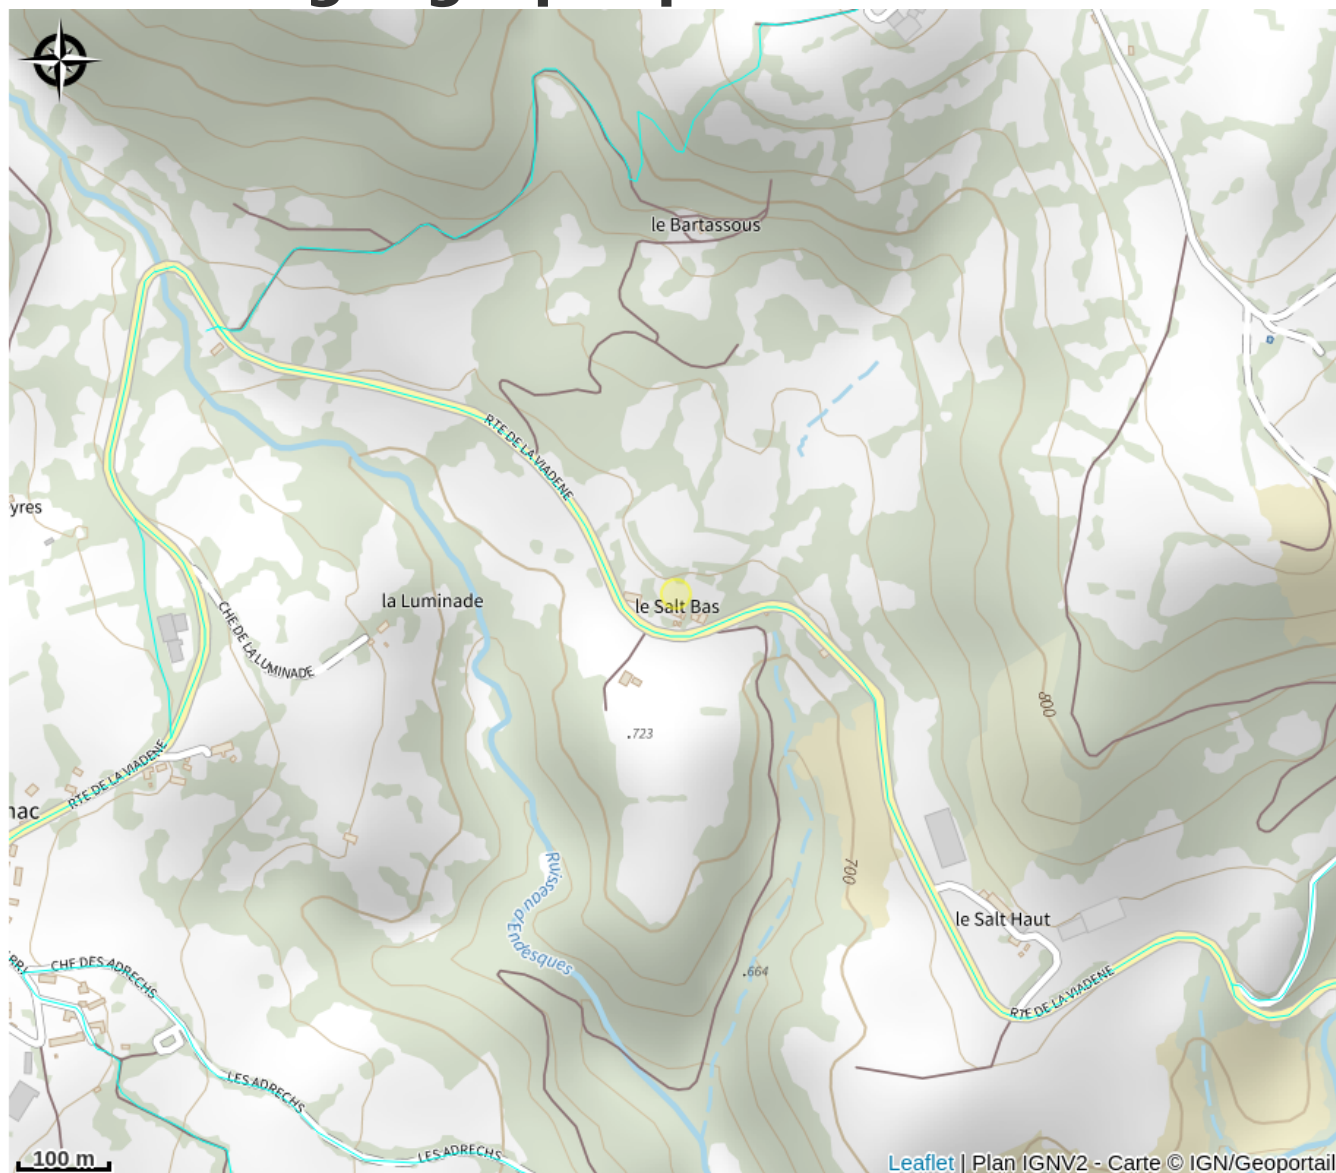 le Bartassous
RTE DE LA VIADENE
yres
la Luminade
le Salt Bas
CHE DE LA LUMINADE
800
.723
RTE DE LA VIADENE
nac
700
Ruisseau d'Endesques
le Salt Haut
CHE DES ADRECHS
.664
RTE DE LA VIADENE
LES ADRECHS
LES ADRECHS
100 m
Leaflet | Plan IGNV2 - Carte © IGN/Geoportail